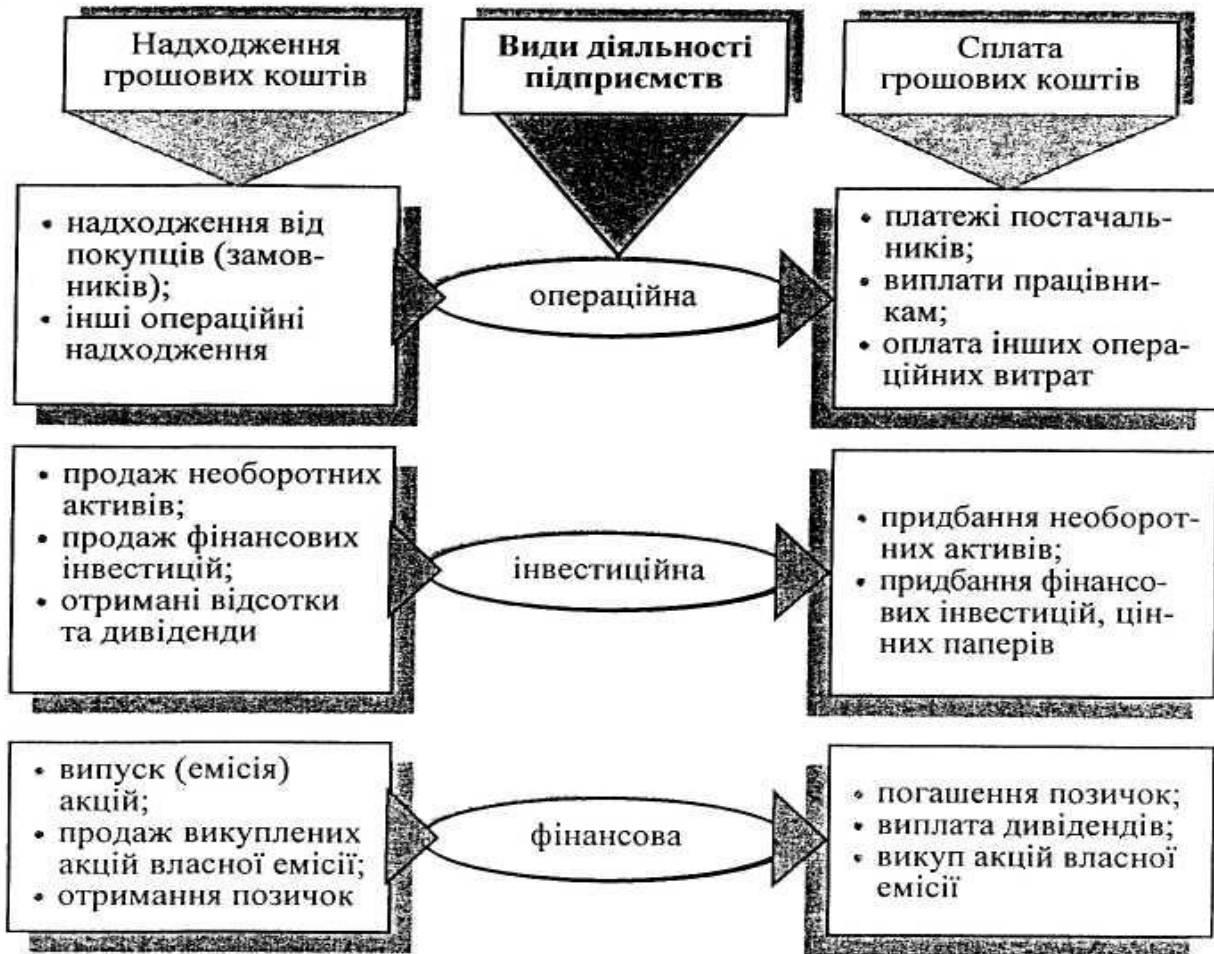 Надходження
грошових коштів
Види діяльності
підприємств
Сплата
грошових коштів
• надходження від
покупців (замов-
ників);
• інші операційні
надходження
операційна
• платежі постачаль-
ників;
• виплати працівни-
кам;
• оплата інших опера-
ційних витрат
• продаж необоротних
активів;
• продаж фінансових
інвестицій;
• отримані відсотки
та дивіденди
інвестиційна
• придбання необорот-
них активів;
• придбання фінансо-
вих інвестицій, цін-
них паперів
• випуск (емісія)
акцій;
• продаж викуплених
акцій власної емісії;
• отримання позичок
фінансова
• погашення позичок;
• виплата дивідендів;
• викуп акцій власної
емісії